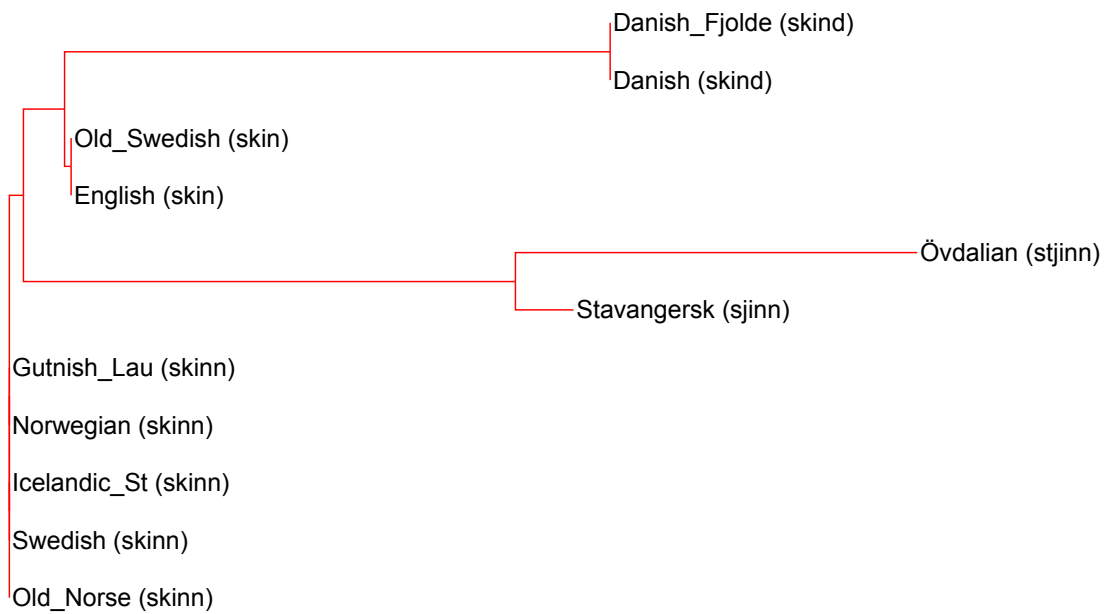 Danish_Fjolde (skind)
Danish (skind)
Old_Swedish (skin)
English (skin)
Övdalian (stjinn)
Stavangersk (sjinn)
Gutnish_Lau (skinn)
Norwegian (skinn)
Icelandic_St (skinn)
Swedish (skinn)
Old_Norse (skinn)